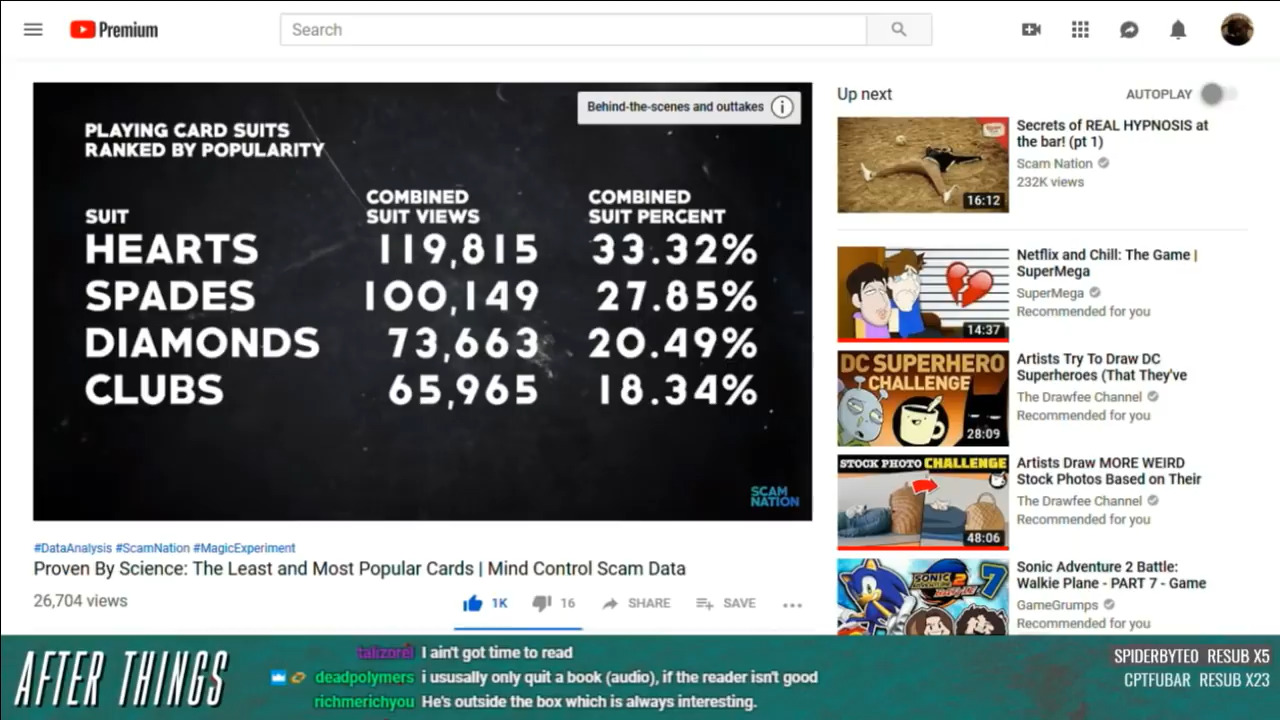 Premium
Search
Behind-the-scenes and outtakes
PLAYING CARD SUITS
RANKED BY POPULARITY
SUIT
COMBINED
SUIT VIEWS
COMBINED
SUIT PERCENT
HEARTS 119,815 33.32%
SPADES 100,149 27.85%
DIAMONDS 73,663 20.49%
CLUBS 65,965 18.34%
SCAM
NATION
#DataAnalysis #ScamNation #MagicExperiment
Proven By Science: The Least and Most Popular Cards | Mind Control Scam Data
26,704 views
1K 16 SHARE SAVE
Up next AUTOPLAY
16:12
Secrets of REAL HYPNOSIS at
the bar! (pt 1)
Scam Nation
232K views
14:37
Netflix and Chill: The Game |
SuperMega
SuperMega
Recommended for you
DC SUPERHERO
CHALLENGE
28:09
Artists Try To Draw DC
Superheroes (That They've
The Drawfee Channel
Recommended for you
STOCK PHOTO CHALLENGE
48:06
Artists Draw MORE WEIRD
Stock Photos Based on Their
The Drawfee Channel
Recommended for you
SONIC
ADVENTURE 2
7
Sonic Adventure 2 Battle:
Walkie Plane - PART 7 - Game
GameGrumps
Recommended for you
AFTER THINGS
talizorel I ain't got time to read
deadpolymers i ususally only quit a book (audio), if the reader isn't good
richmerichyou He's outside the box which is always interesting.
SPIDERBYTE0 RESUB X5
CPTFUBAR RESUB X23